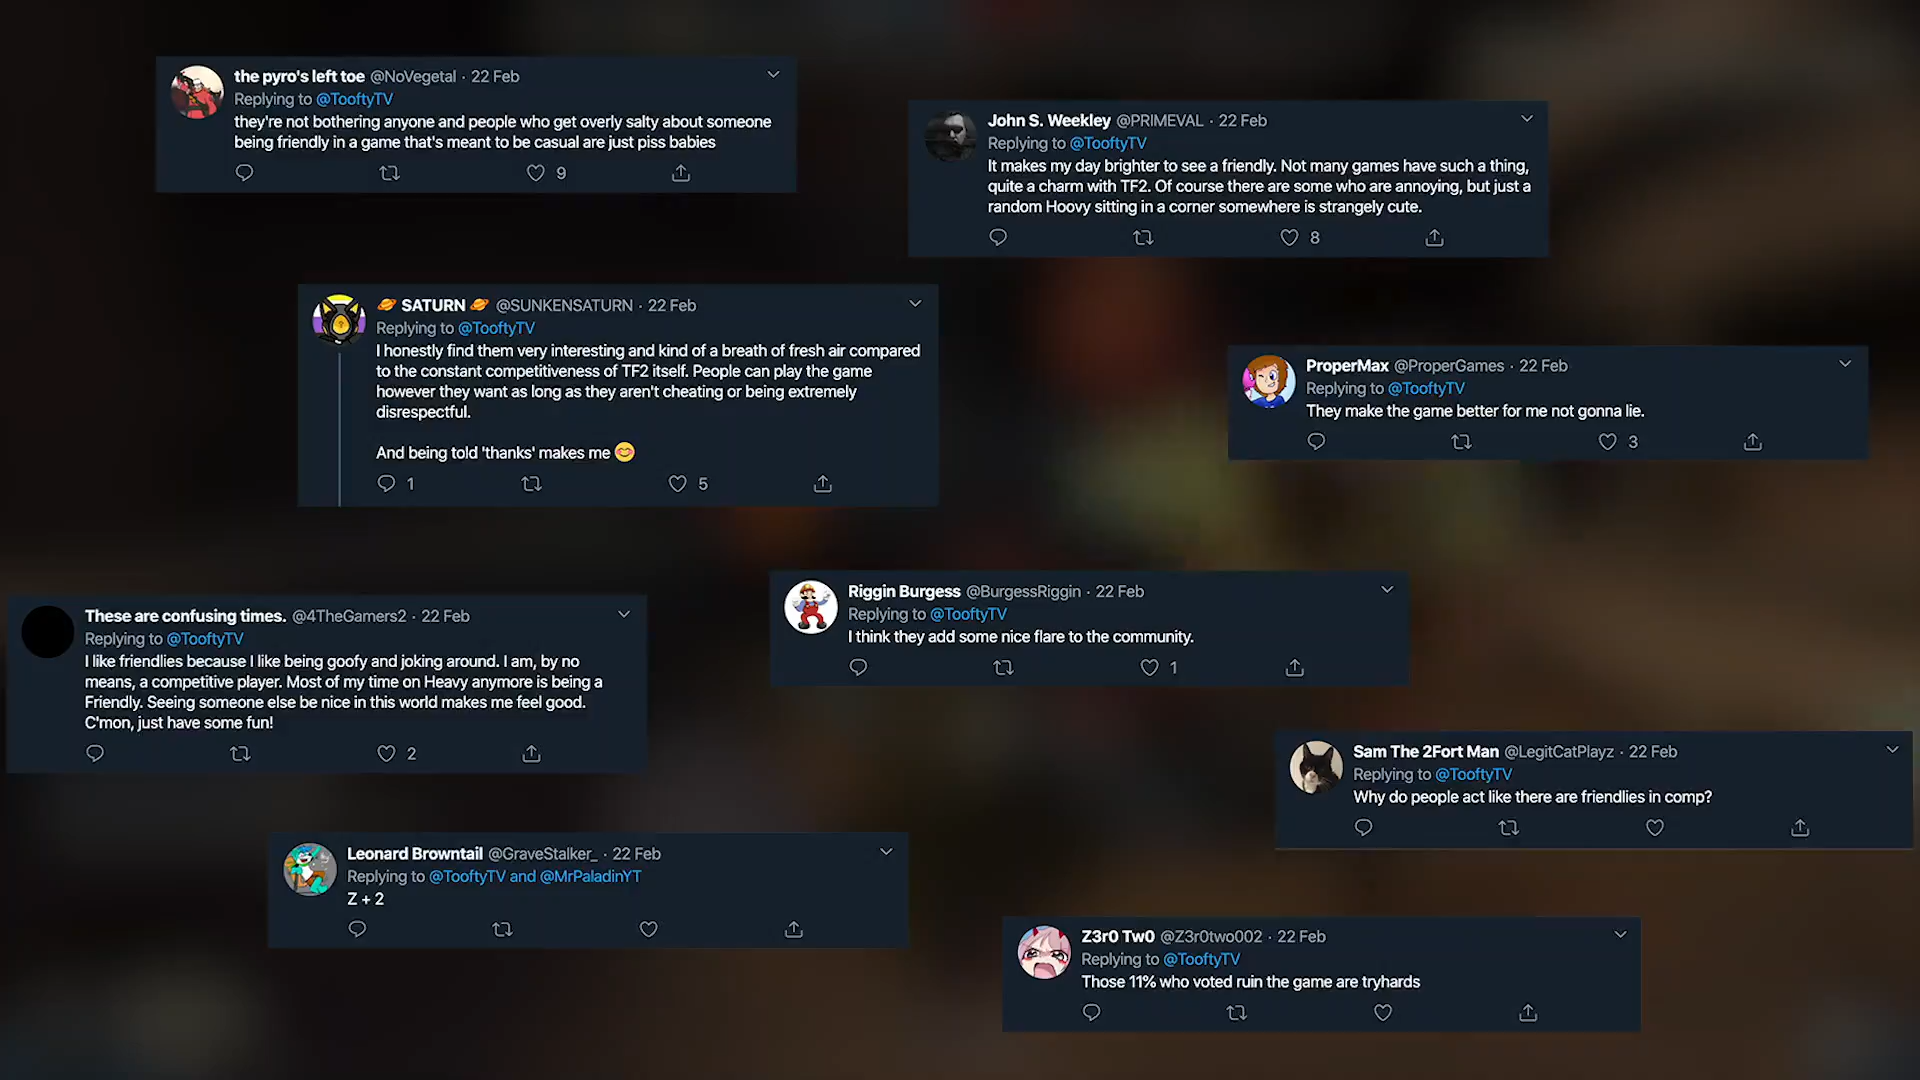 the pyro's left toe @NoVegetal · 22 Feb
Replying to @TooftyTV
they're not bothering anyone and people who get overly salty about someone
being friendly in a game that's meant to be casual are just piss babies
9
John S. Weekley @PRIMEVAL · 22 Feb
Replying to @TooftyTV
It makes my day brighter to see a friendly. Not many games have such a thing,
quite a charm with TF2. Of course there are some who are annoying, but just a
random Hoovy sitting in a corner somewhere is strangely cute.
8
🪐 SATURN 🪐 @SUNKENSATURN · 22 Feb
Replying to @TooftyTV
I honestly find them very interesting and kind of a breath of fresh air compared
to the constant competitiveness of TF2 itself. People can play the game
however they want as long as they aren't cheating or being extremely
disrespectful.
And being told 'thanks' makes me 😊
1 5
ProperMax @ProperGames · 22 Feb
Replying to @TooftyTV
They make the game better for me not gonna lie.
3
These are confusing times. @4TheGamers2 · 22 Feb
Replying to @TooftyTV
I like friendlies because I like being goofy and joking around. I am, by no
means, a competitive player. Most of my time on Heavy anymore is being a
Friendly. Seeing someone else be nice in this world makes me feel good.
C'mon, just have some fun!
2
Riggin Burgess @BurgessRiggin · 22 Feb
Replying to @TooftyTV
I think they add some nice flare to the community.
1
Sam The 2Fort Man @LegitCatPlayz · 22 Feb
Replying to @TooftyTV
Why do people act like there are friendlies in comp?
Leonard Browntail @GraveStalker_ · 22 Feb
Replying to @TooftyTV and @MrPaladinYT
Z + 2
Z3r0 Tw0 @Z3r0two002 · 22 Feb
Replying to @TooftyTV
Those 11% who voted ruin the game are tryhards